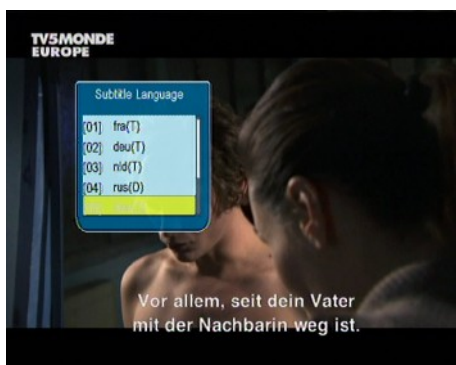 TV5MONDE
EUROPE
Subtitle Language
[01] fra(T)
[02] deu(T)
[03] nld(T)
[04] rus(D)
Vor allem, seit dein Vater
mit der Nachbarin weg ist.